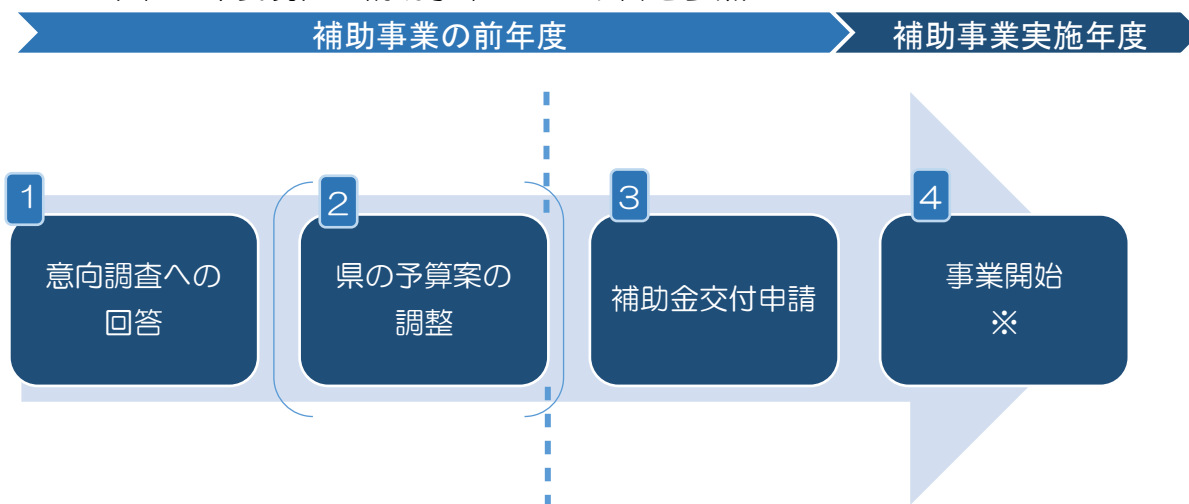 補助事業の前年度
補助事業実施年度
1
意向調査への
回答
2
県の予算案の
調整
3
補助金交付申請
4
事業開始
※